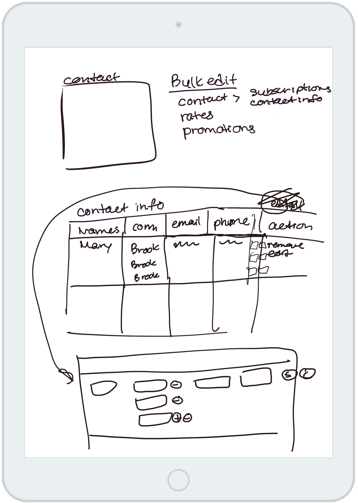 contact
Bulk edit
contact > subscriptions
contact info
rates
promotions
contact info
Names com email phone action
Mary Brook remove
Brook edit
Brook
- 
-
+ -
S C